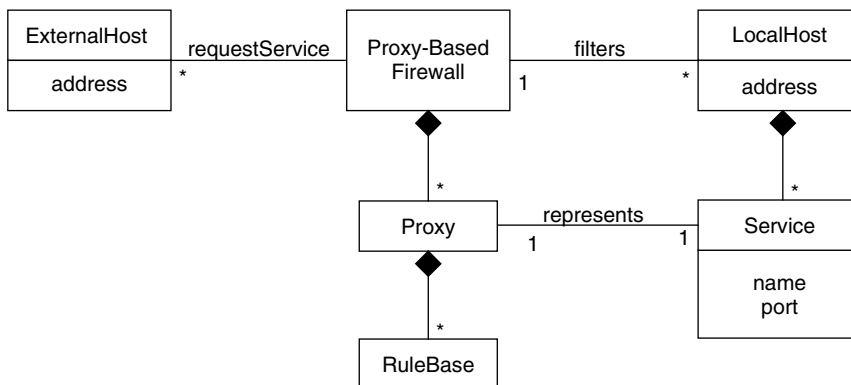 ExternalHost
address
requestService
*
Proxy-Based
Firewall
filters
1
*
LocalHost
address
*
*
Proxy
represents
1
1
Service
name
port
*
RuleBase